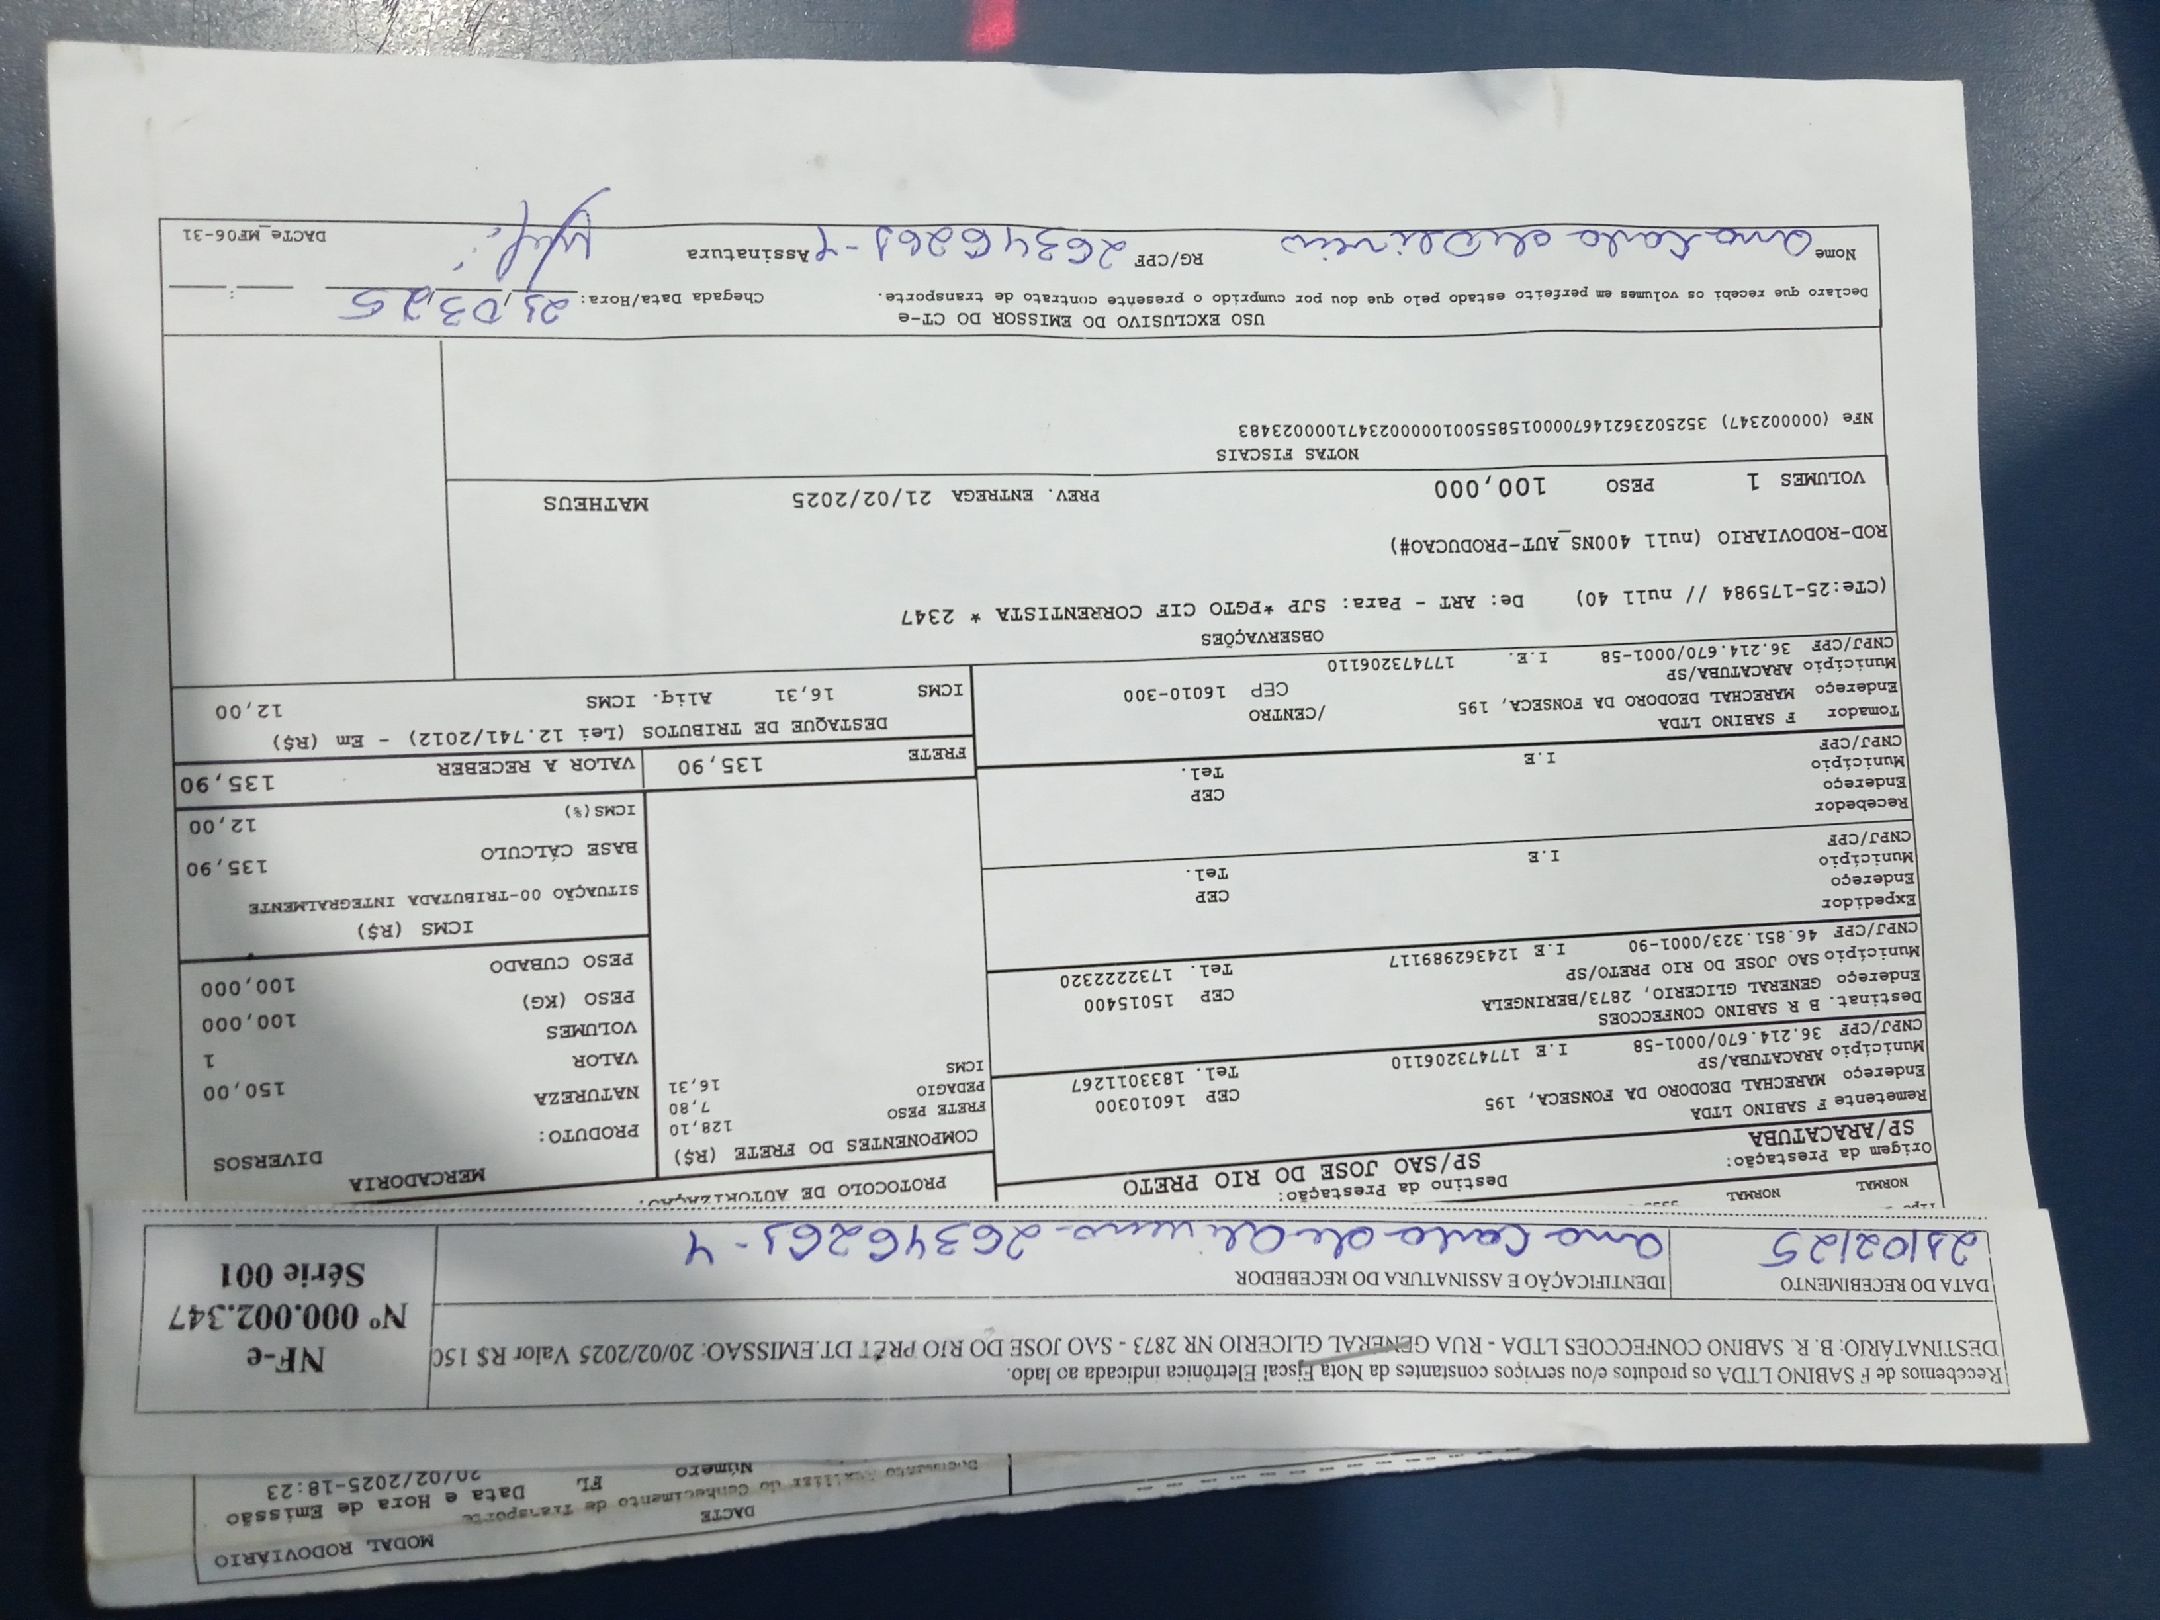 MODAL RODOVIÁRIO
DACTE
Documento Auxiliar do Conhecimento de Transporte
Número FL Data e Hora de Emissão
20/02/2025-18:23
Recebemos de F SABINO LTDA os produtos e/ou serviços constantes da Nota Fiscal Eletrônica indicada ao lado.
DESTINATÁRIO: B. R. SABINO CONFECCOES LTDA - RUA GENERAL GLICERIO NR 2873 - SAO JOSE DO RIO PRET DT.EMISSAO: 20/02/2025 Valor R$ 150
NF-e
Nº 000.002.347
Série 001
DATA DO RECEBIMENTO
21/02/25
IDENTIFICAÇÃO E ASSINATURA DO RECEBEDOR
Ana Carla de Oliveira - 26346261-4
NORMAL NORMAL
PROTOCOLO DE AUTORIZAÇÃO:
Origem da Prestação:
SP/ARACATUBA
Destino da Prestação:
SP/SAO JOSE DO RIO PRETO
Remetente F SABINO LTDA
Endereço MARECHAL DEODORO DA FONSECA, 195 CEP 16010300
Município ARACATUBA/SP Tel. 1833011267
CNPJ/CPF 36.214.670/0001-58 I.E 177473206110
Destinat. B R SABINO CONFECCOES
Endereço GENERAL GLICERIO, 2873/BERINGELA CEP 15015400
Município SAO JOSE DO RIO PRETO/SP Tel. 1732222320
CNPJ/CPF 46.851.323/0001-90 I.E 124362989117
Expedidor
Endereço CEP
Município Tel.
CNPJ/CPF I.E
Recebedor
Endereço CEP
Município Tel.
CNPJ/CPF I.E
Tomador F SABINO LTDA
Endereço MARECHAL DEODORO DA FONSECA, 195 /CENTRO
Município ARACATUBA/SP CEP 16010-300
CNPJ/CPF 36.214.670/0001-58 I.E. 177473206110
COMPONENTES DO FRETE (R$)
FRETE PESO 128,10
PEDAGIO 7,80
ICMS 16,31
MERCADORIA
PRODUTO: DIVERSOS
NATUREZA
VALOR 150,00
VOLUMES 1
PESO (KG) 100,000
PESO CUBADO 100,000
ICMS (R$)
SITUAÇÃO 00-TRIBUTADA INTEGRALMENTE
BASE CÁLCULO 135,90
ICMS(%) 12,00
FRETE 135,90
VALOR A RECEBER 135,90
DESTAQUE DE TRIBUTOS (Lei 12.741/2012) - Em (R$)
ICMS 16,31 Aliq. ICMS 12,00
OBSERVAÇÕES
(CTe:25-175984 // null 40) De: ART - Para: SJP *PGTO CIF CORRENTISTA * 2347
ROD-RODOVIARIO (null 400NS_AUT-PRODUCAO#)
VOLUMES 1 PESO 100,000 PREV. ENTREGA 21/02/2025 MATHEUS
NOTAS FISCAIS
NFe (000002347) 35250236214670000158550010000023471000023483
USO EXCLUSIVO DO EMISSOR DO CT-e
Declaro que recebi os volumes em perfeito estado pelo que dou por cumprido o presente contrato de transporte. Chegada Data/Hora: 21,03,25
Nome Ana Carla de Oliveira RG/CPF 26346261-4 Assinatura
DACTe_MF06-31